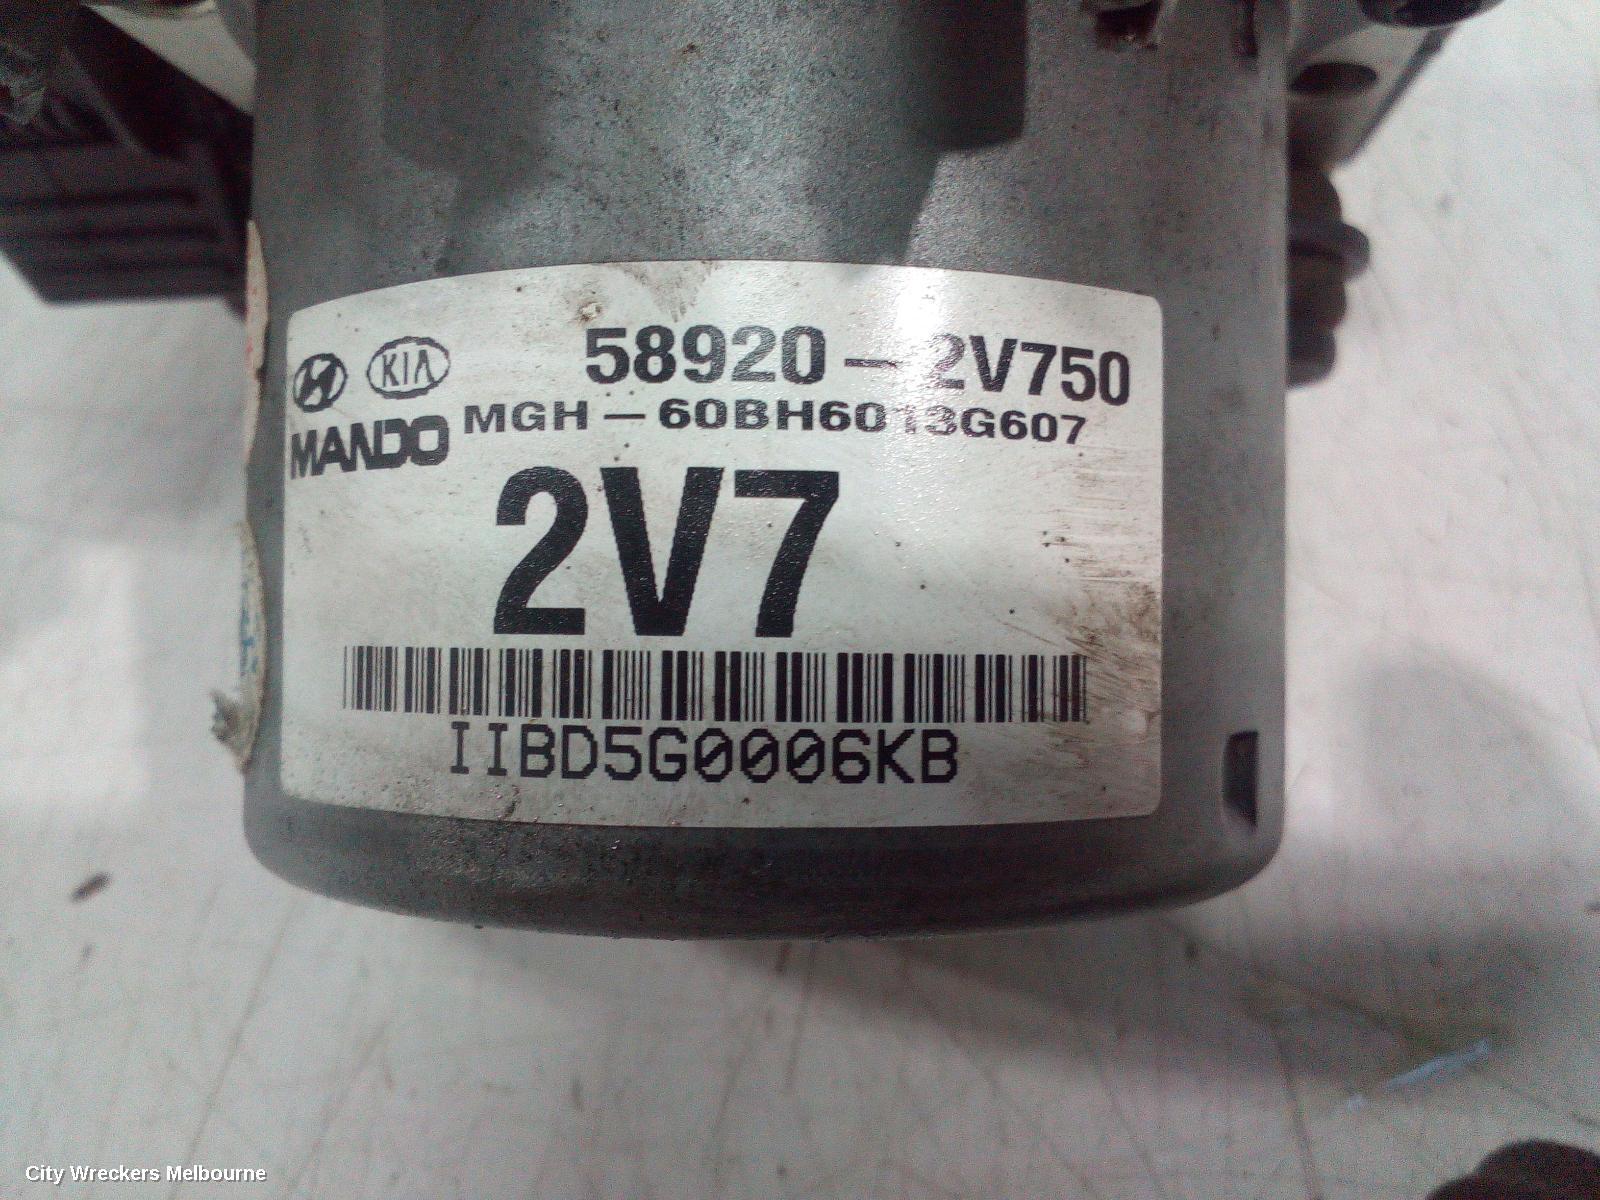 KIA
58920-2V750
MANDO
MGH-60BH6013G607
2V7
IIBD5G0006KB
City Wreckers Melbourne